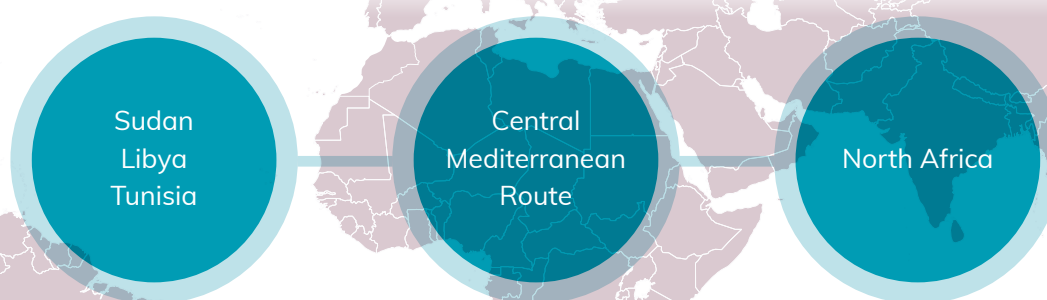 Sudan
Libya
Tunisia
Central
Mediterranean
Route
North Africa